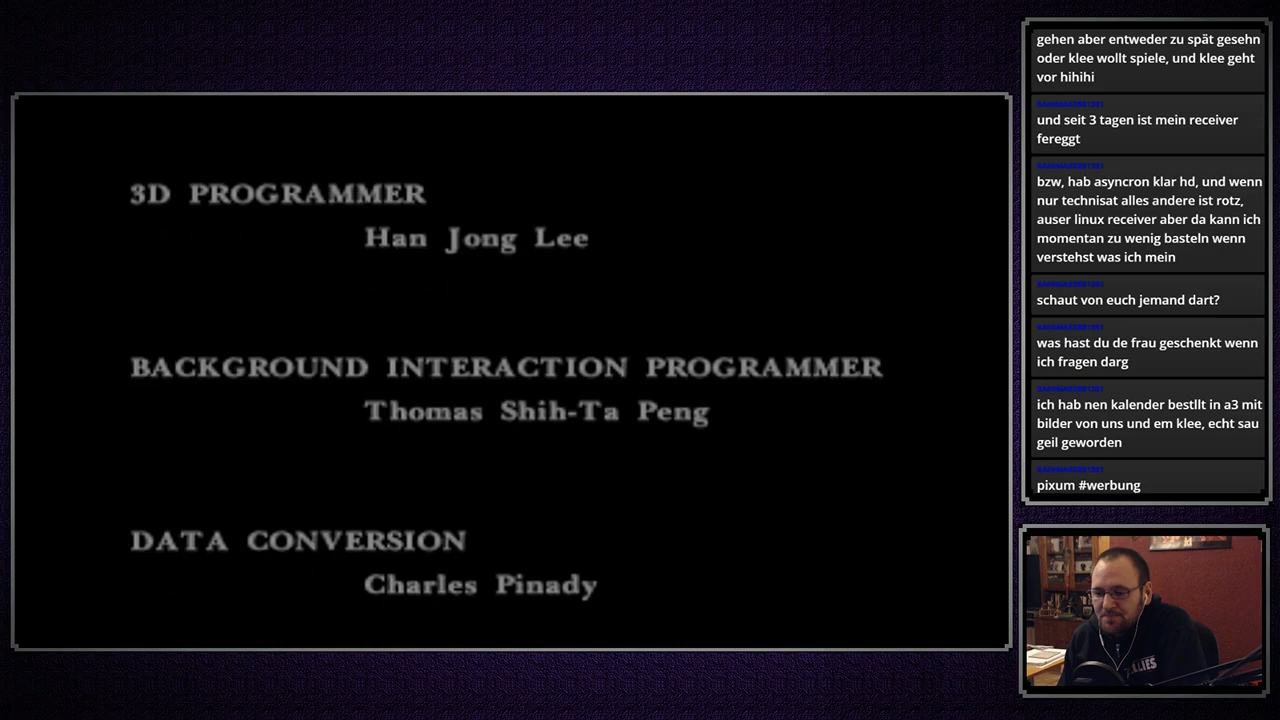 3D PROGRAMMER
Han Jong Lee
BACKGROUND INTERACTION PROGRAMMER
Thomas Shih-Ta Peng
DATA CONVERSION
Charles Pinady
gehen aber entweder zu spät gesehn
oder klee wollt spiele, und klee geht
vor hihihi
und seit 3 tagen ist mein receiver
fereggt
bzw, hab asyncron klar hd, und wenn
nur technisat alles andere ist rotz,
auser linux receiver aber da kann ich
momentan zu wenig basteln wenn
verstehst was ich mein
schaut von euch jemand dart?
was hast du de frau geschenkt wenn
ich fragen darg
ich hab nen kalender bestllt in a3 mit
bilder von uns und em klee, echt sau
geil geworden
pixum #werbung